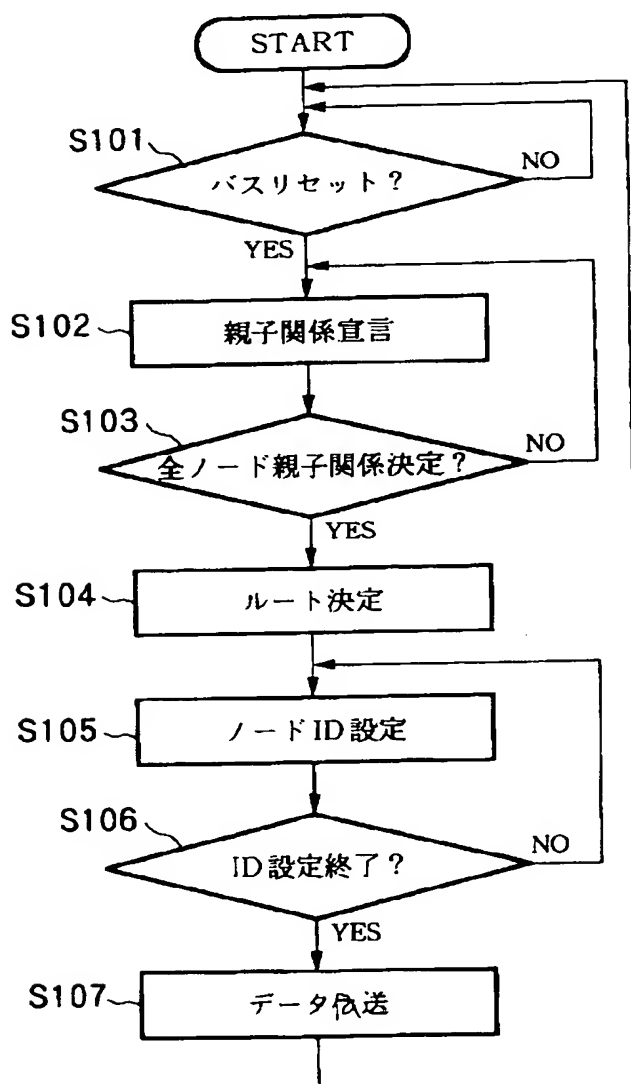 START
S101
バスリセット?
NO
YES
S102
親子関係宣言
S103
全ノード親子関係決定?
NO
YES
S104
ルート決定
S105
ノードID設定
S106
ID設定終了?
NO
YES
S107
データ伝送